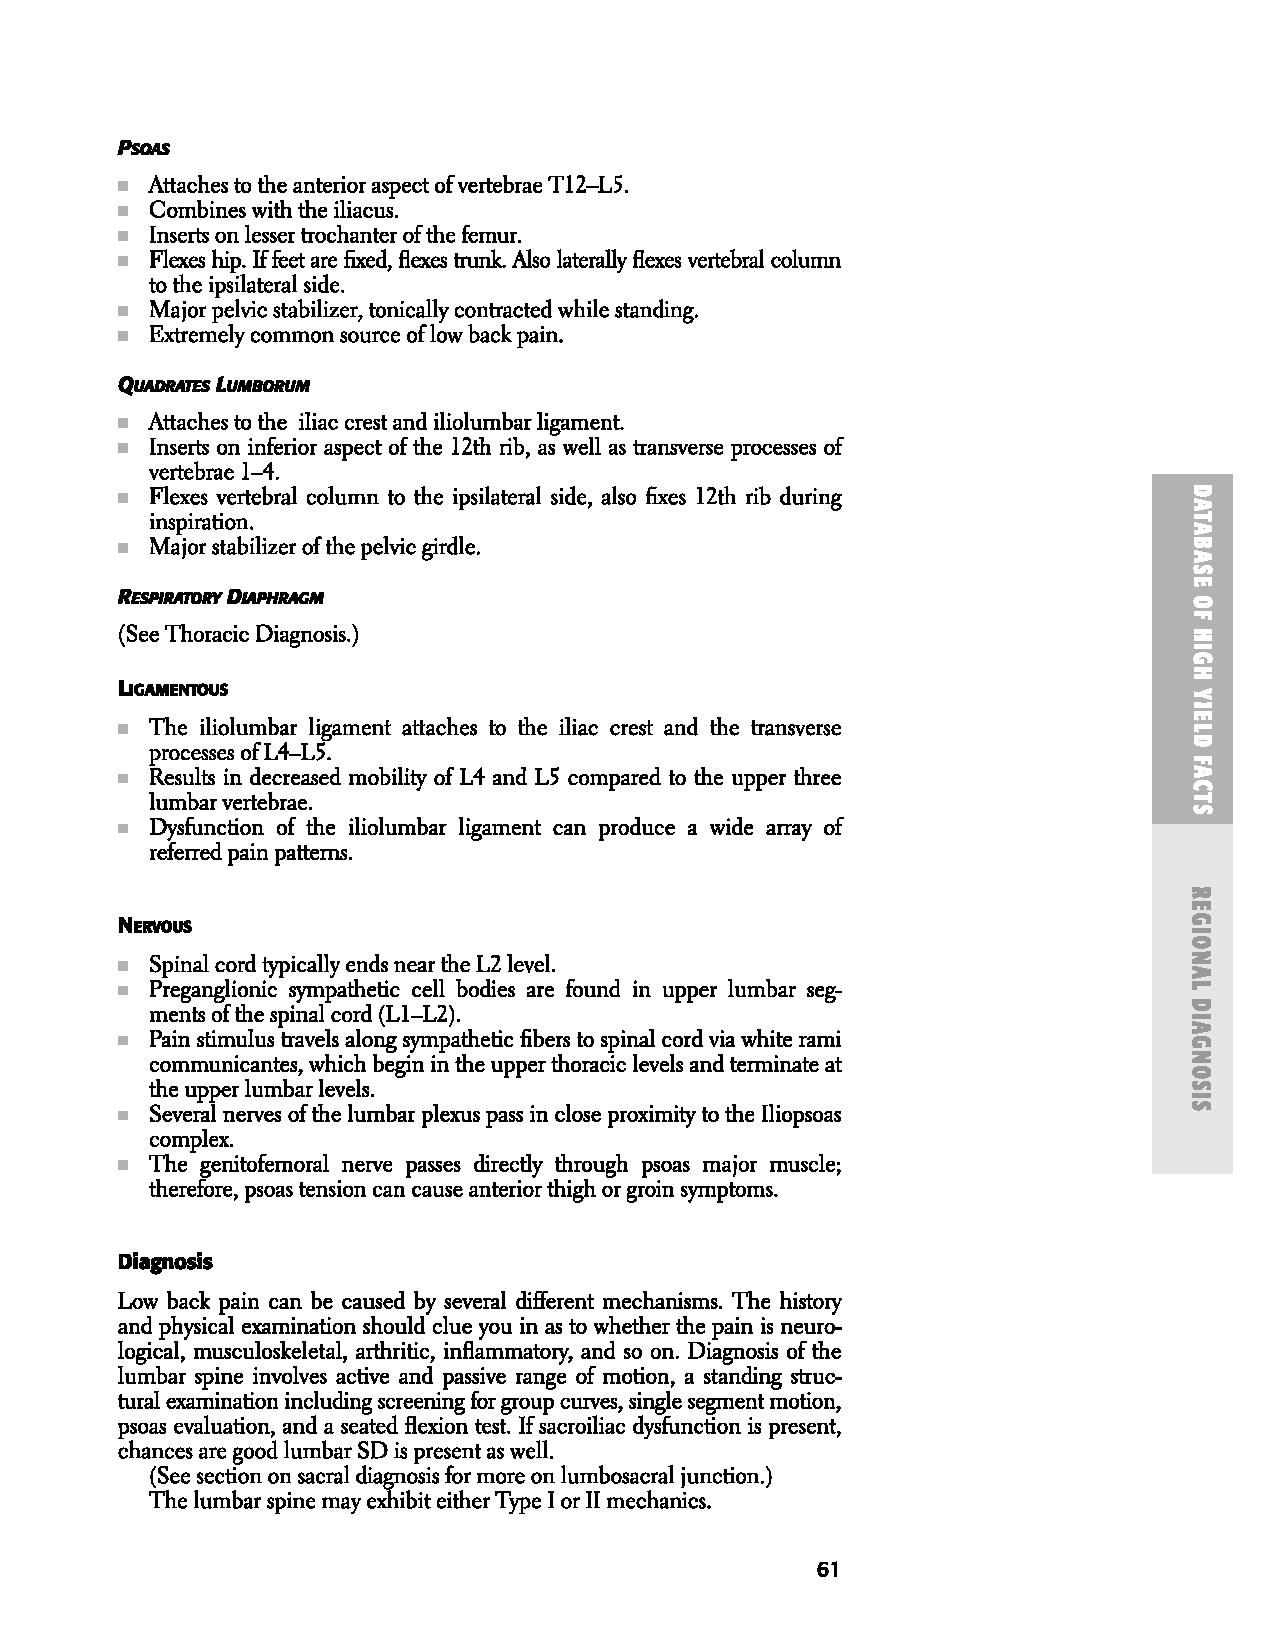 PSOAS
■ Attaches to the anterior aspect of vertebrae T12–L5.
■ Combines with the iliacus.
■ Inserts on lesser trochanter of the femur.
■ Flexes hip. If feet are fixed, flexes trunk. Also laterally flexes vertebral column
to the ipsilateral side.
■ Major pelvic stabilizer, tonically contracted while standing.
■ Extremely common source of low back pain.
QUADRATES LUMBORUM
■ Attaches to the iliac crest and iliolumbar ligament.
■ Inserts on inferior aspect of the 12th rib, as well as transverse processes of
vertebrae 1–4.
■ Flexes vertebral column to the ipsilateral side, also fixes 12th rib during
inspiration.
■ Major stabilizer of the pelvic girdle.
RESPIRATORY DIAPHRAGM
(See Thoracic Diagnosis.)
LIGAMENTOUS
■ The iliolumbar ligament attaches to the iliac crest and the transverse
processes of L4–L5.
■ Results in decreased mobility of L4 and L5 compared to the upper three
lumbar vertebrae.
■ Dysfunction of the iliolumbar ligament can produce a wide array of
referred pain patterns.
NERVOUS
■ Spinal cord typically ends near the L2 level.
■ Preganglionic sympathetic cell bodies are found in upper lumbar seg-
ments of the spinal cord (L1–L2).
■ Pain stimulus travels along sympathetic fibers to spinal cord via white rami
communicantes, which begin in the upper thoracic levels and terminate at
the upper lumbar levels.
■ Several nerves of the lumbar plexus pass in close proximity to the Iliopsoas
complex.
■ The genitofemoral nerve passes directly through psoas major muscle;
therefore, psoas tension can cause anterior thigh or groin symptoms.
Diagnosis
Low back pain can be caused by several different mechanisms. The history
and physical examination should clue you in as to whether the pain is neuro-
logical, musculoskeletal, arthritic, inflammatory, and so on. Diagnosis of the
lumbar spine involves active and passive range of motion, a standing struc-
tural examination including screening for group curves, single segment motion,
psoas evaluation, and a seated flexion test. If sacroiliac dysfunction is present,
chances are good lumbar SD is present as well.
(See section on sacral diagnosis for more on lumbosacral junction.)
The lumbar spine may exhibit either Type I or II mechanics.
61
DATABASE OF HIGH YIELD FACTS
REGIONAL DIAGNOSIS